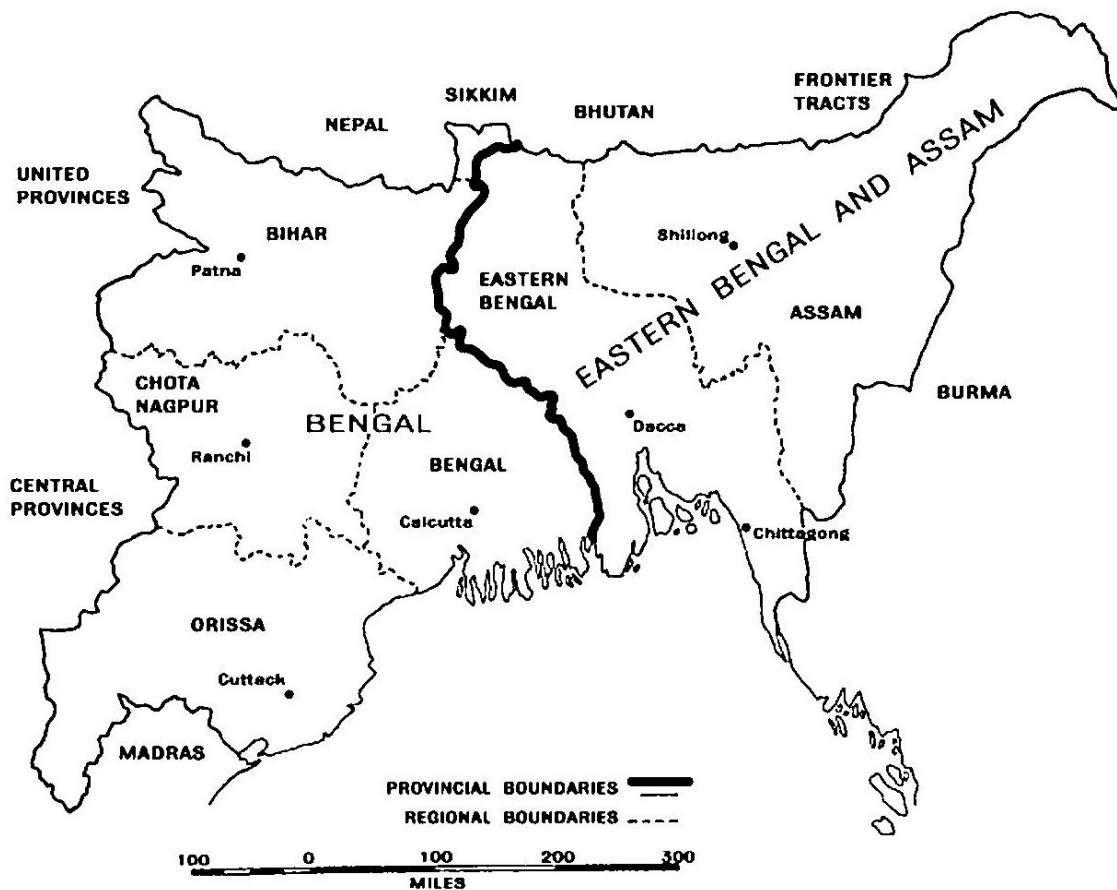 SIKKIM
NEPAL
BHUTAN
FRONTIER
TRACTS
UNITED
PROVINCES
BIHAR
Patna
Shillong
EASTERN
BENGAL
EASTERN BENGAL AND ASSAM
ASSAM
CHOTA
NAGPUR
BURMA
BENGAL
Dacca
Ranchi
BENGAL
CENTRAL
PROVINCES
Calcutta
Chittagong
ORISSA
Cuttack
MADRAS
PROVINCIAL BOUNDARIES
REGIONAL BOUNDARIES
100 0 100 200 300
MILES